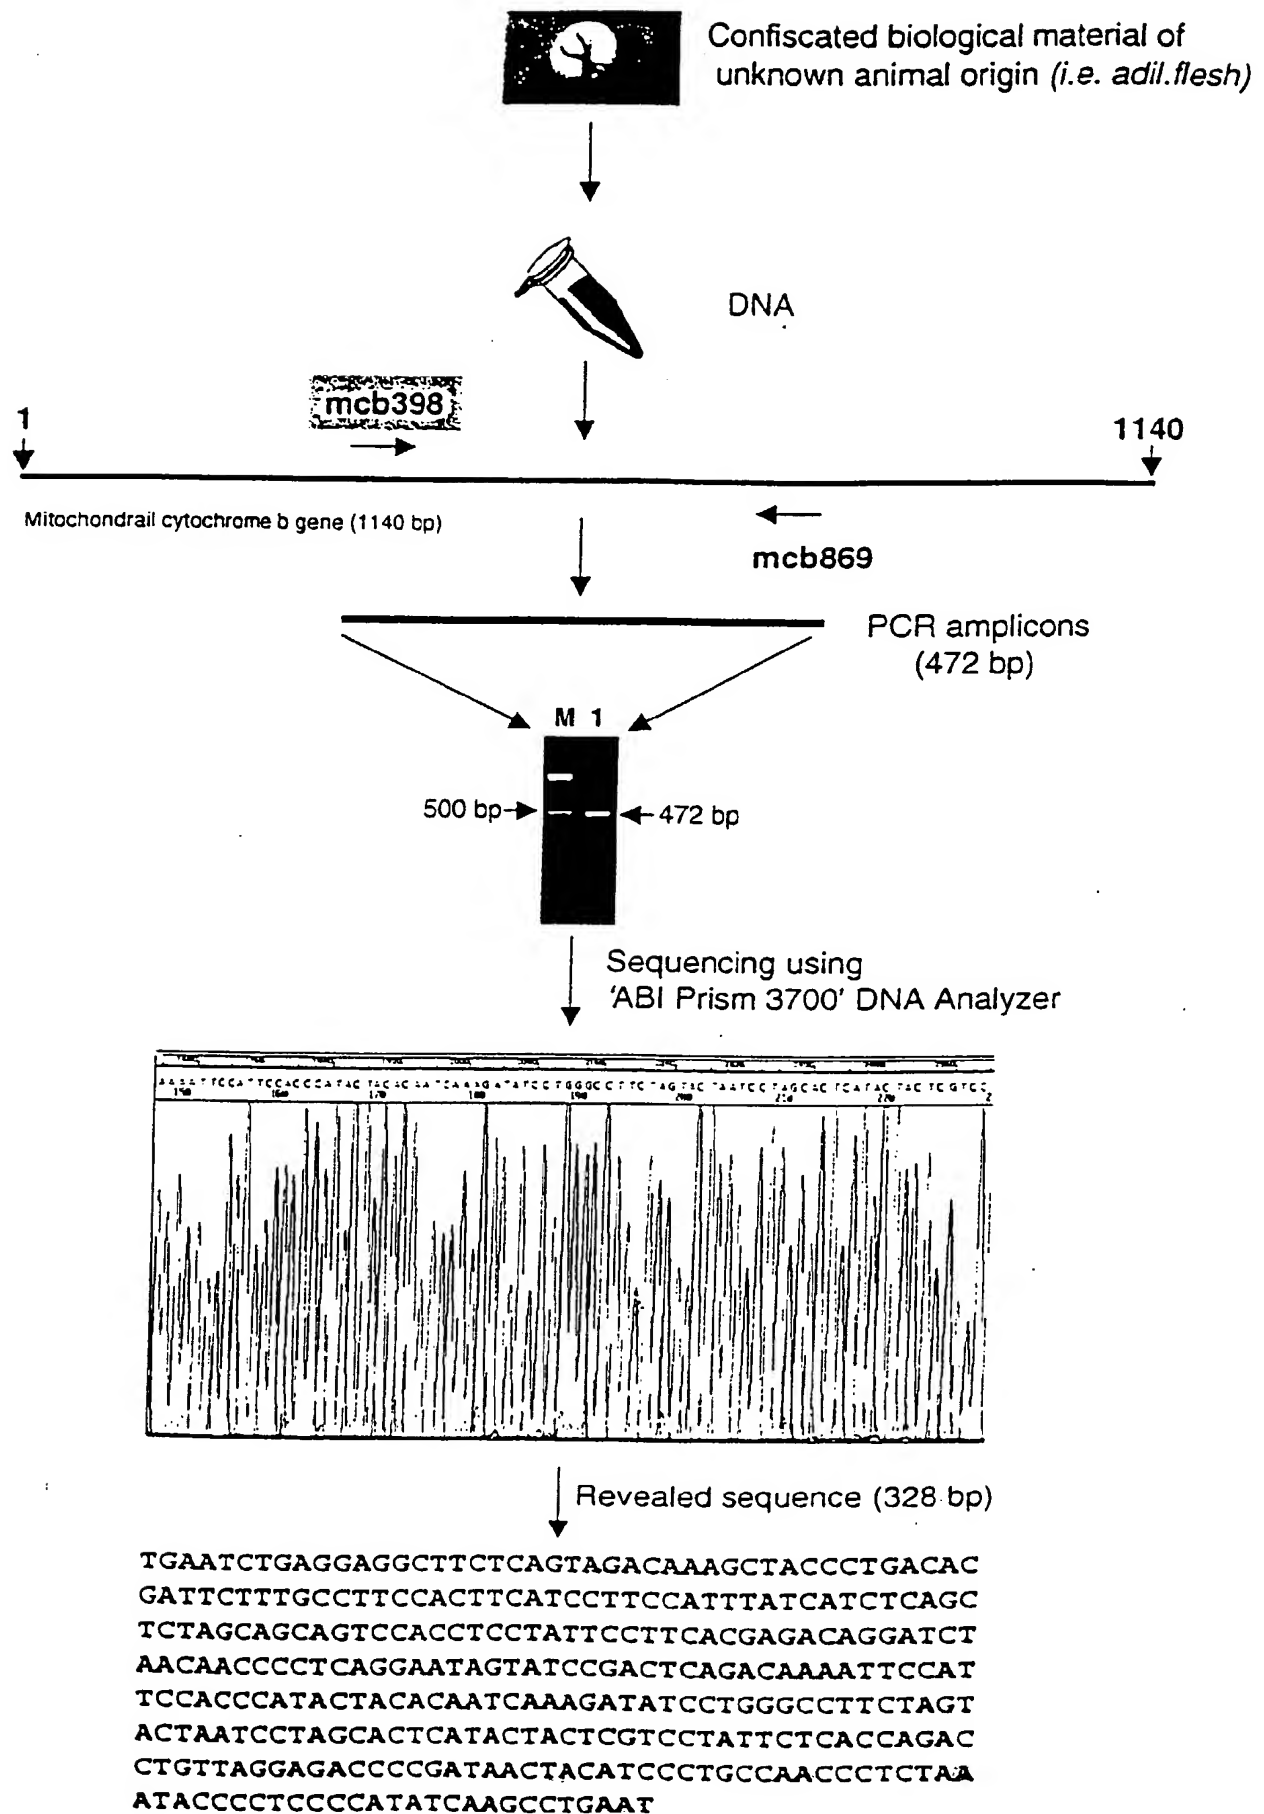 Confiscated biological material of
unknown animal origin (i.e. adil.flesh)
DNA
mcb398
1
1140
Mitochondrail cytochrome b gene (1140 bp)
mcb869
PCR amplicons
(472 bp)
M 1
500 bp
472 bp
Sequencing using
'ABI Prism 3700' DNA Analyzer
Revealed sequence (328 bp)
TGAATCTGAGGAGGCTTCTCAGTAGACAAAGCTACCCTGACAC
GATTCTTTGCCTTCCACTTCATCCTTCCATTTATCATCTCAGC
TCTAGCAGCAGTCCACCTCCTATTCCTTCACGAGACAGGATCT
AACAACCCCTCAGGAATAGTATCCGACTCAGACAAAATTCCAT
TCCACCCATACTACACAATCAAAGATATCCTGGGCCTTCTAGT
ACTAATCCTAGCACTCATACTACTCGTCCTATTCTCACCAGAC
CTGTTAGGAGACCCCGATAACTACATCCCTGCCAACCCTCTAA
ATACCCCTCCCCATATCAAGCCTGAAT